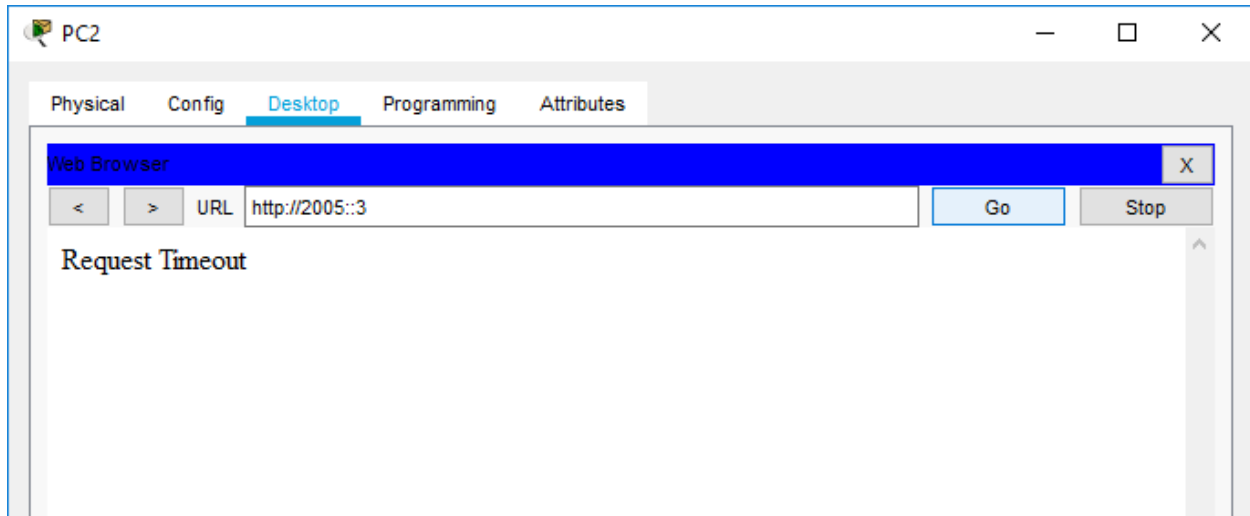 PC2
Physical Config Desktop Programming Attributes
Web Browser X
< > URL http://2005::3 Go Stop
Request Timeout